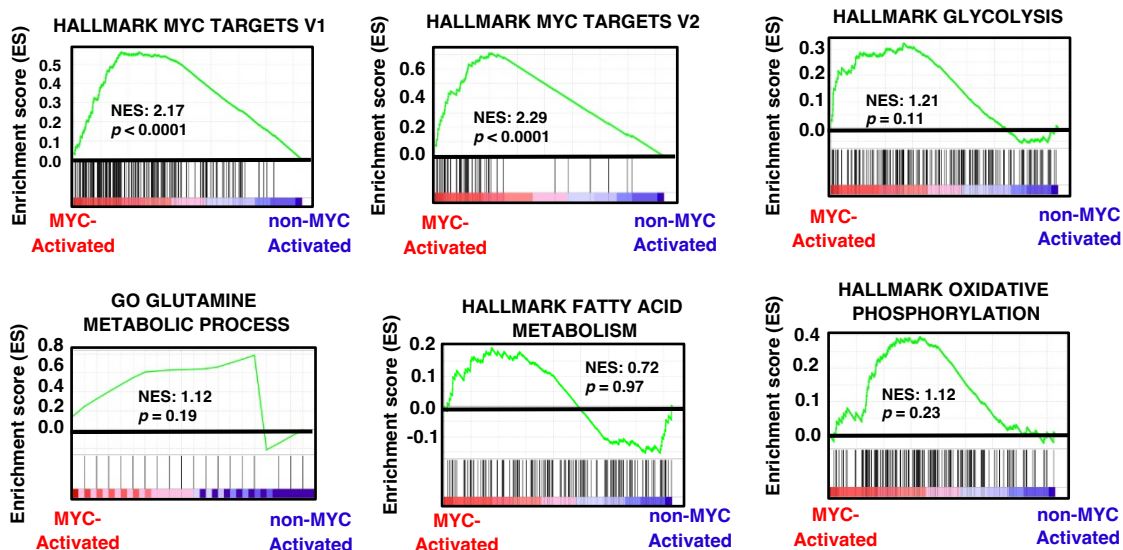 HALLMARK MYC TARGETS V1
Enrichment score (ES)
0.5
0.4
0.3
0.2
0.1
0.0
NES: 2.17
p < 0.0001
MYC-
Activated
non-MYC
Activated
HALLMARK MYC TARGETS V2
Enrichment score (ES)
0.6
0.4
0.2
0.0
NES: 2.29
p < 0.0001
MYC-
Activated
non-MYC
Activated
HALLMARK GLYCOLYSIS
Enrichment score (ES)
0.3
0.2
0.1
0.0
NES: 1.21
p = 0.11
MYC-
Activated
non-MYC
Activated
GO GLUTAMINE
METABOLIC PROCESS
Enrichment score (ES)
0.8
0.6
0.4
0.2
0.0
NES: 1.12
p = 0.19
MYC-
Activated
non-MYC
Activated
HALLMARK FATTY ACID
METABOLISM
Enrichment score (ES)
0.2
0.1
0.0
-0.1
NES: 0.72
p = 0.97
MYC-
Activated
non-MYC
Activated
HALLMARK OXIDATIVE
PHOSPHORYLATION
Enrichment score (ES)
0.4
0.2
0.1
0.0
NES: 1.12
p = 0.23
MYC-
Activated
non-MYC
Activated